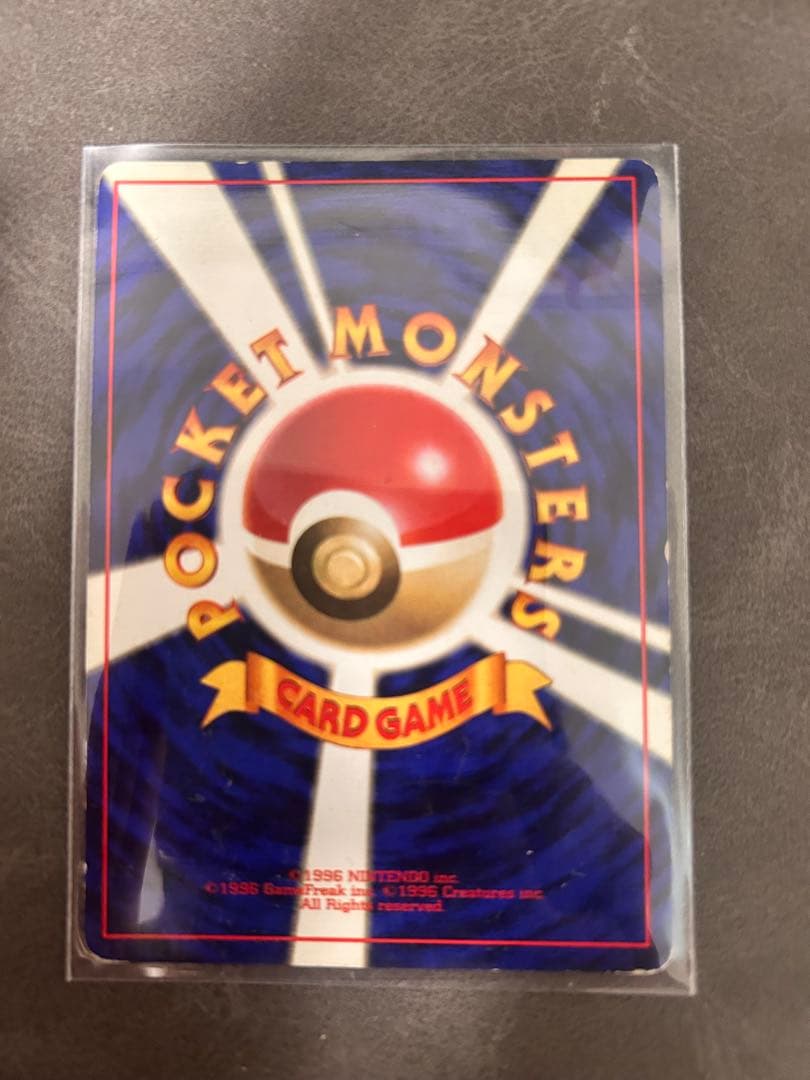 POCKET MONSTERS
CARD GAME
©1996 NINTENDO inc.
©1996 GameFreak inc. ©1996 Creatures inc.
All Rights reserved.